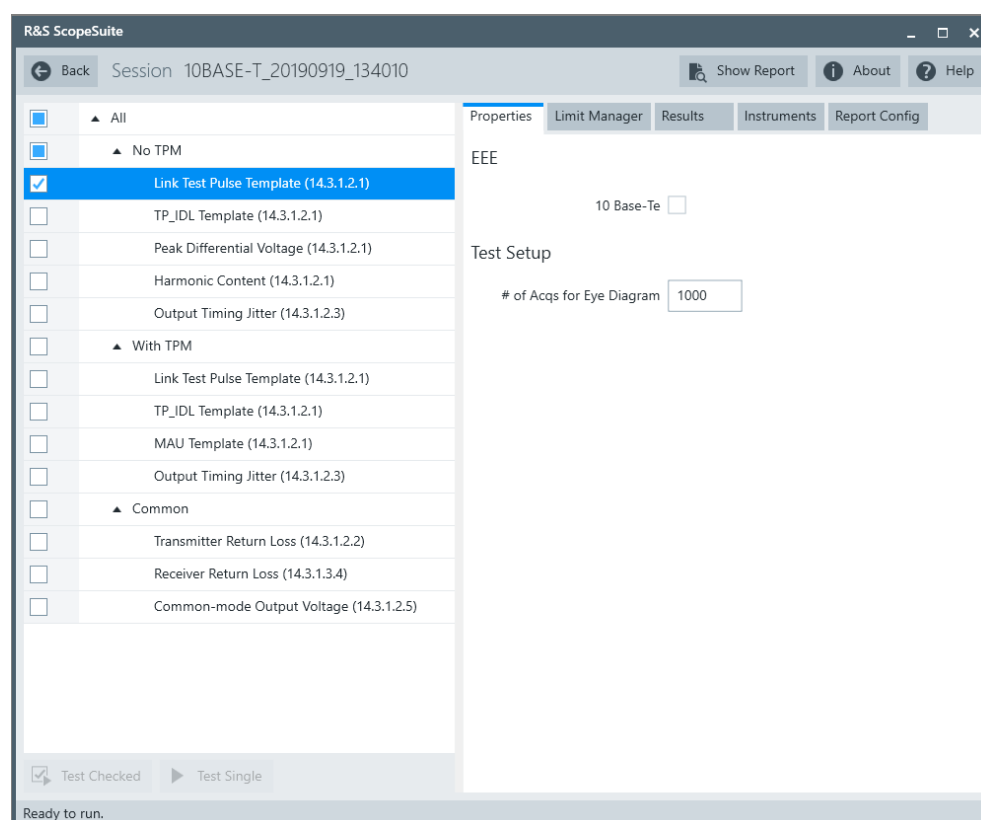 R&S ScopeSuite
Back Session 10BASE-T_20190919_134010 Show Report About Help
All
No TPM
Link Test Pulse Template (14.3.1.2.1)
TP_IDL Template (14.3.1.2.1)
Peak Differential Voltage (14.3.1.2.1)
Harmonic Content (14.3.1.2.1)
Output Timing Jitter (14.3.1.2.3)
With TPM
Link Test Pulse Template (14.3.1.2.1)
TP_IDL Template (14.3.1.2.1)
MAU Template (14.3.1.2.1)
Output Timing Jitter (14.3.1.2.3)
Common
Transmitter Return Loss (14.3.1.2.2)
Receiver Return Loss (14.3.1.3.4)
Common-mode Output Voltage (14.3.1.2.5)
Test Checked Test Single
Properties Limit Manager Results Instruments Report Config
EEE
10 Base-Te
Test Setup
# of Acqs for Eye Diagram 1000
Ready to run.